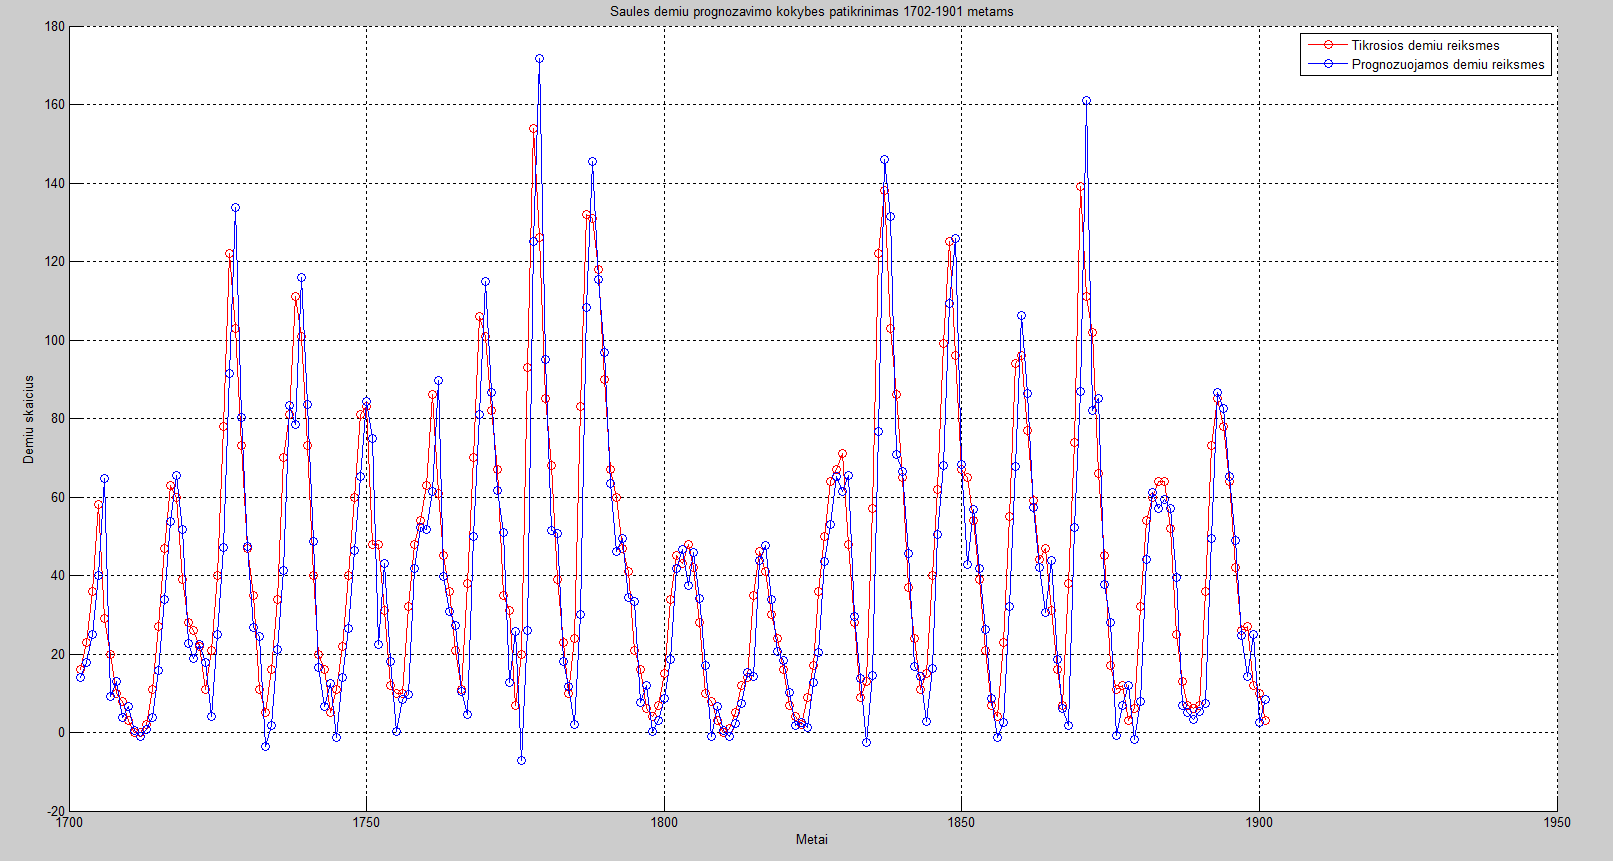 Saules demiu prognozavimo kokybes patikrinimas 1702-1901 metams
Tikrosios demiu reiksmes
Prognozuojamos demiu reiksmes
Demiu skaicius
180
160
140
120
100
80
60
40
20
0
-20
1700 1750 1800 1850 1900 1950
Metai